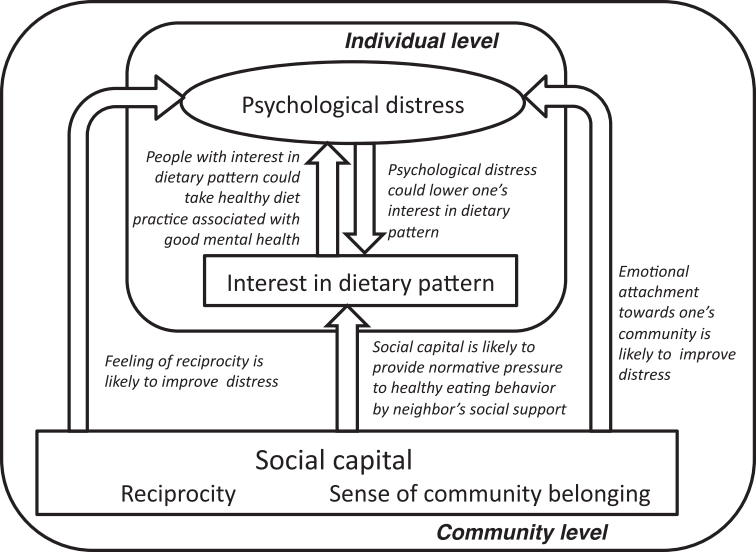 Individual level
Psychological distress
People with interest in
dietary pattern could
take healthy diet
practice associated with
good mental health
Psychological distress
could lower one's
interest in dietary
pattern
Interest in dietary pattern
Emotional
attachment
towards one's
community is
likely to improve
distress
Feeling of reciprocity is
likely to improve distress
Social capital is likely to
provide normative pressure
to healthy eating behavior
by neighbor's social support
Social capital
Reciprocity
Sense of community belonging
Community level